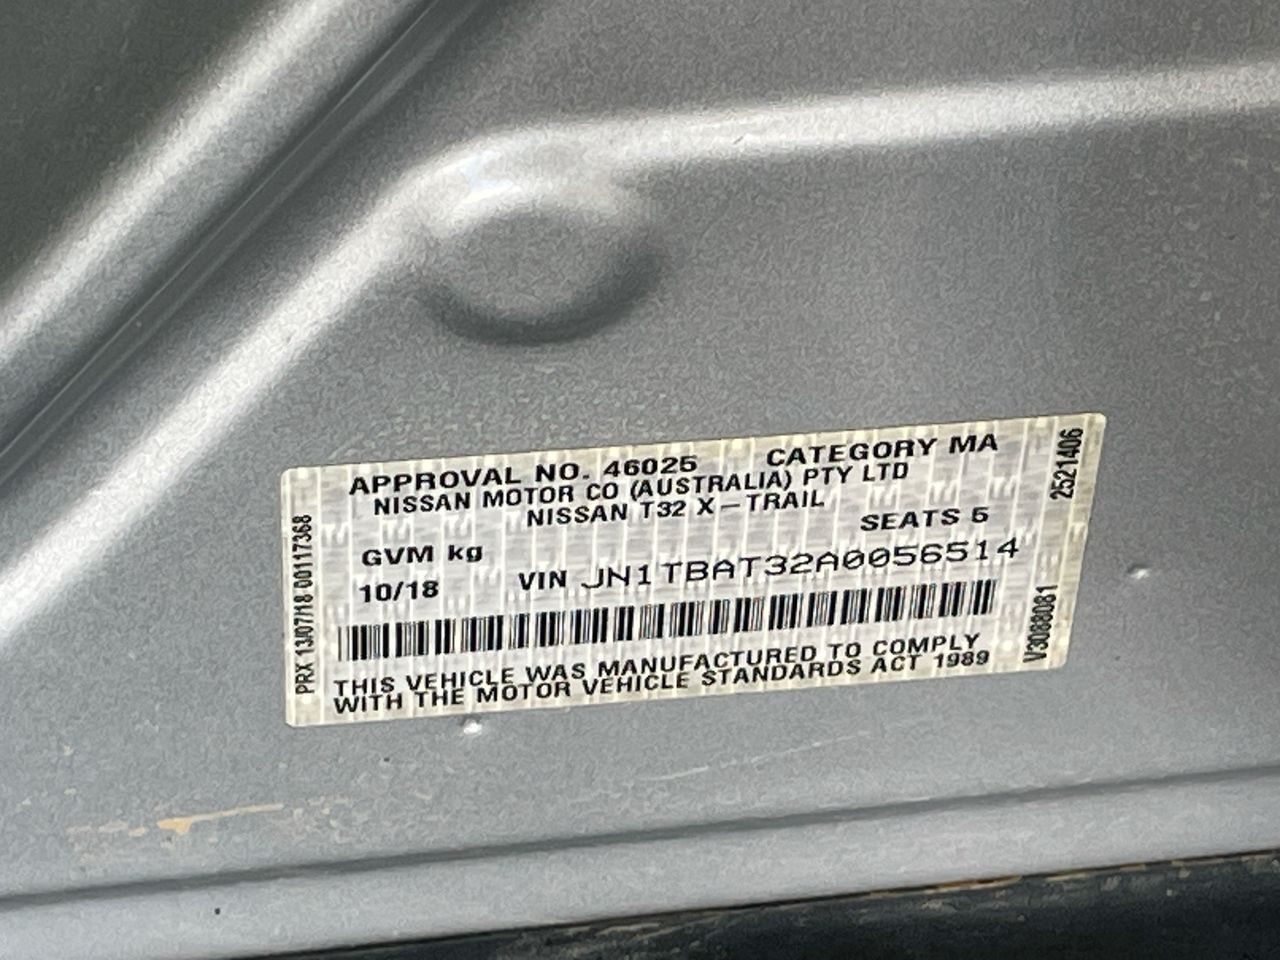 APPROVAL NO. 46025 CATEGORY MA
NISSAN MOTOR CO (AUSTRALIA) PTY LTD
NISSAN T32 X-TRAIL
SEATS 5
GVM kg
10/18 VIN JN1TBAT32A0056514
THIS VEHICLE WAS MANUFACTURED TO COMPLY
WITH THE MOTOR VEHICLE STANDARDS ACT 1989
PRX 13/07/18 00117368
2521406
V3088081